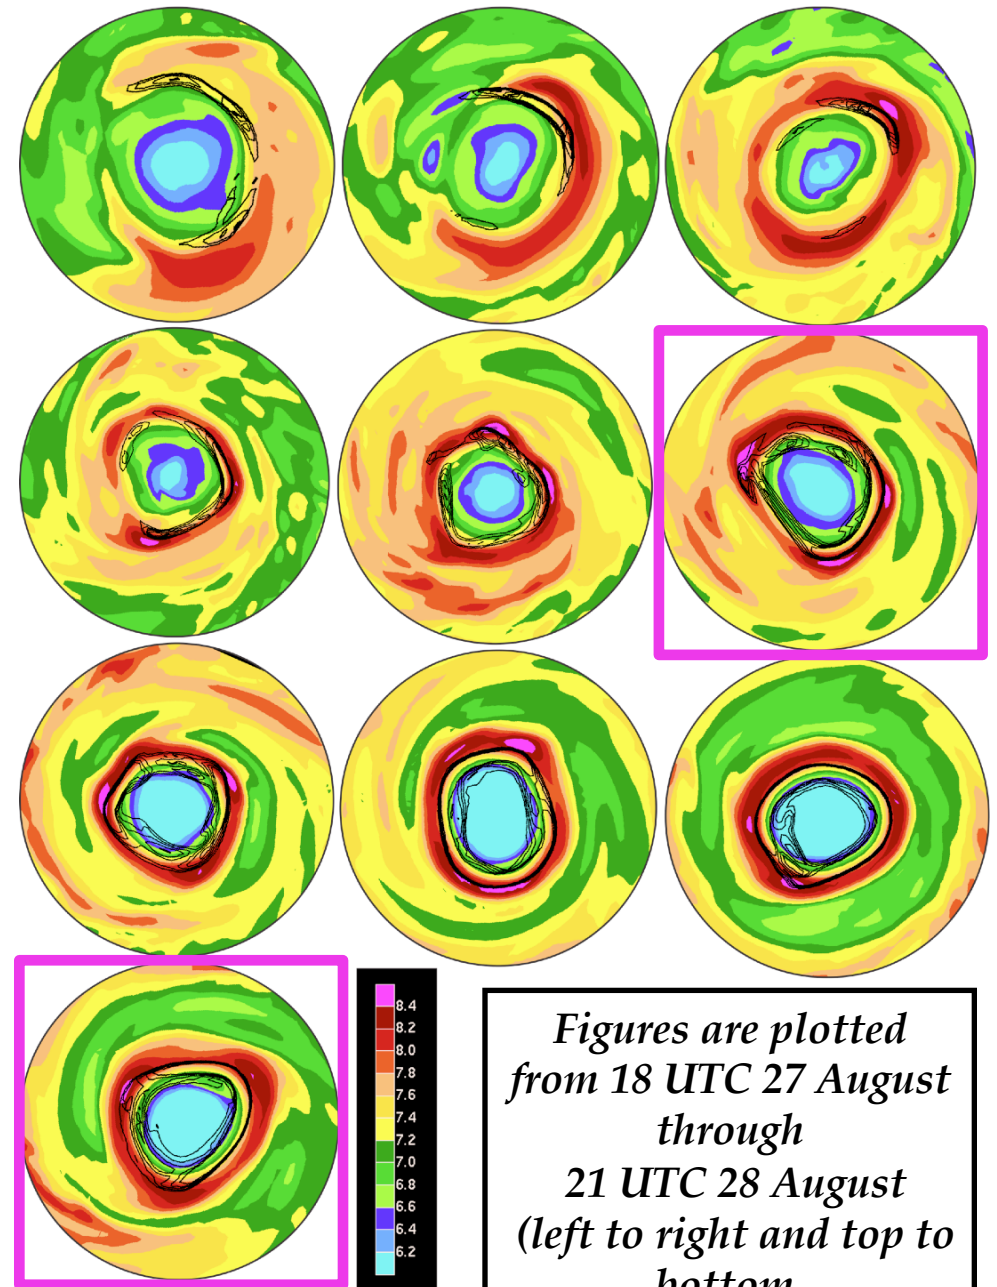 8.4
8.2
8.0
7.8
7.6
7.4
7.2
7.0
6.8
6.6
6.4
6.2
Figures are plotted
from 18 UTC 27 August
through
21 UTC 28 August
(left to right and top to
bottom